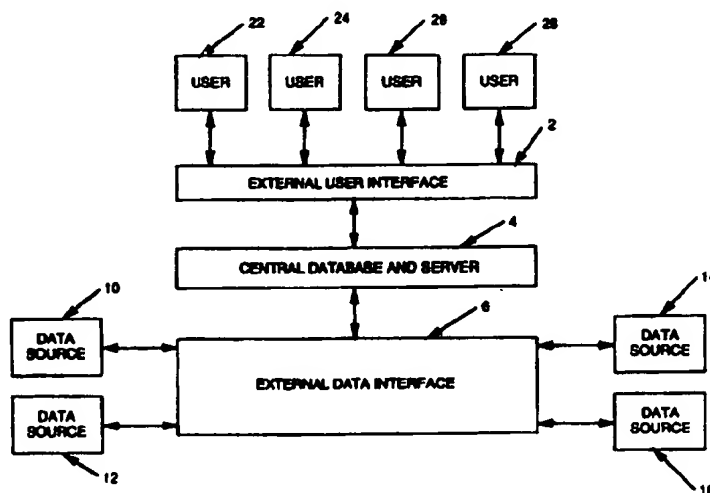 22 24 26 28
USER USER USER USER
2
EXTERNAL USER INTERFACE
4
CENTRAL DATABASE AND SERVER
10
6
DATA SOURCE
EXTERNAL DATA INTERFACE
DATA SOURCE
DATA SOURCE
DATA SOURCE
12